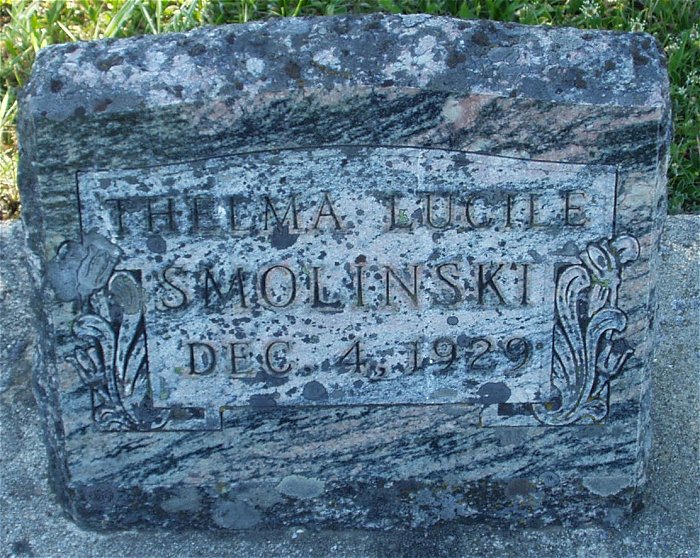 THELMA LUCILE
SMOLINSKI
DEC. 4, 1929